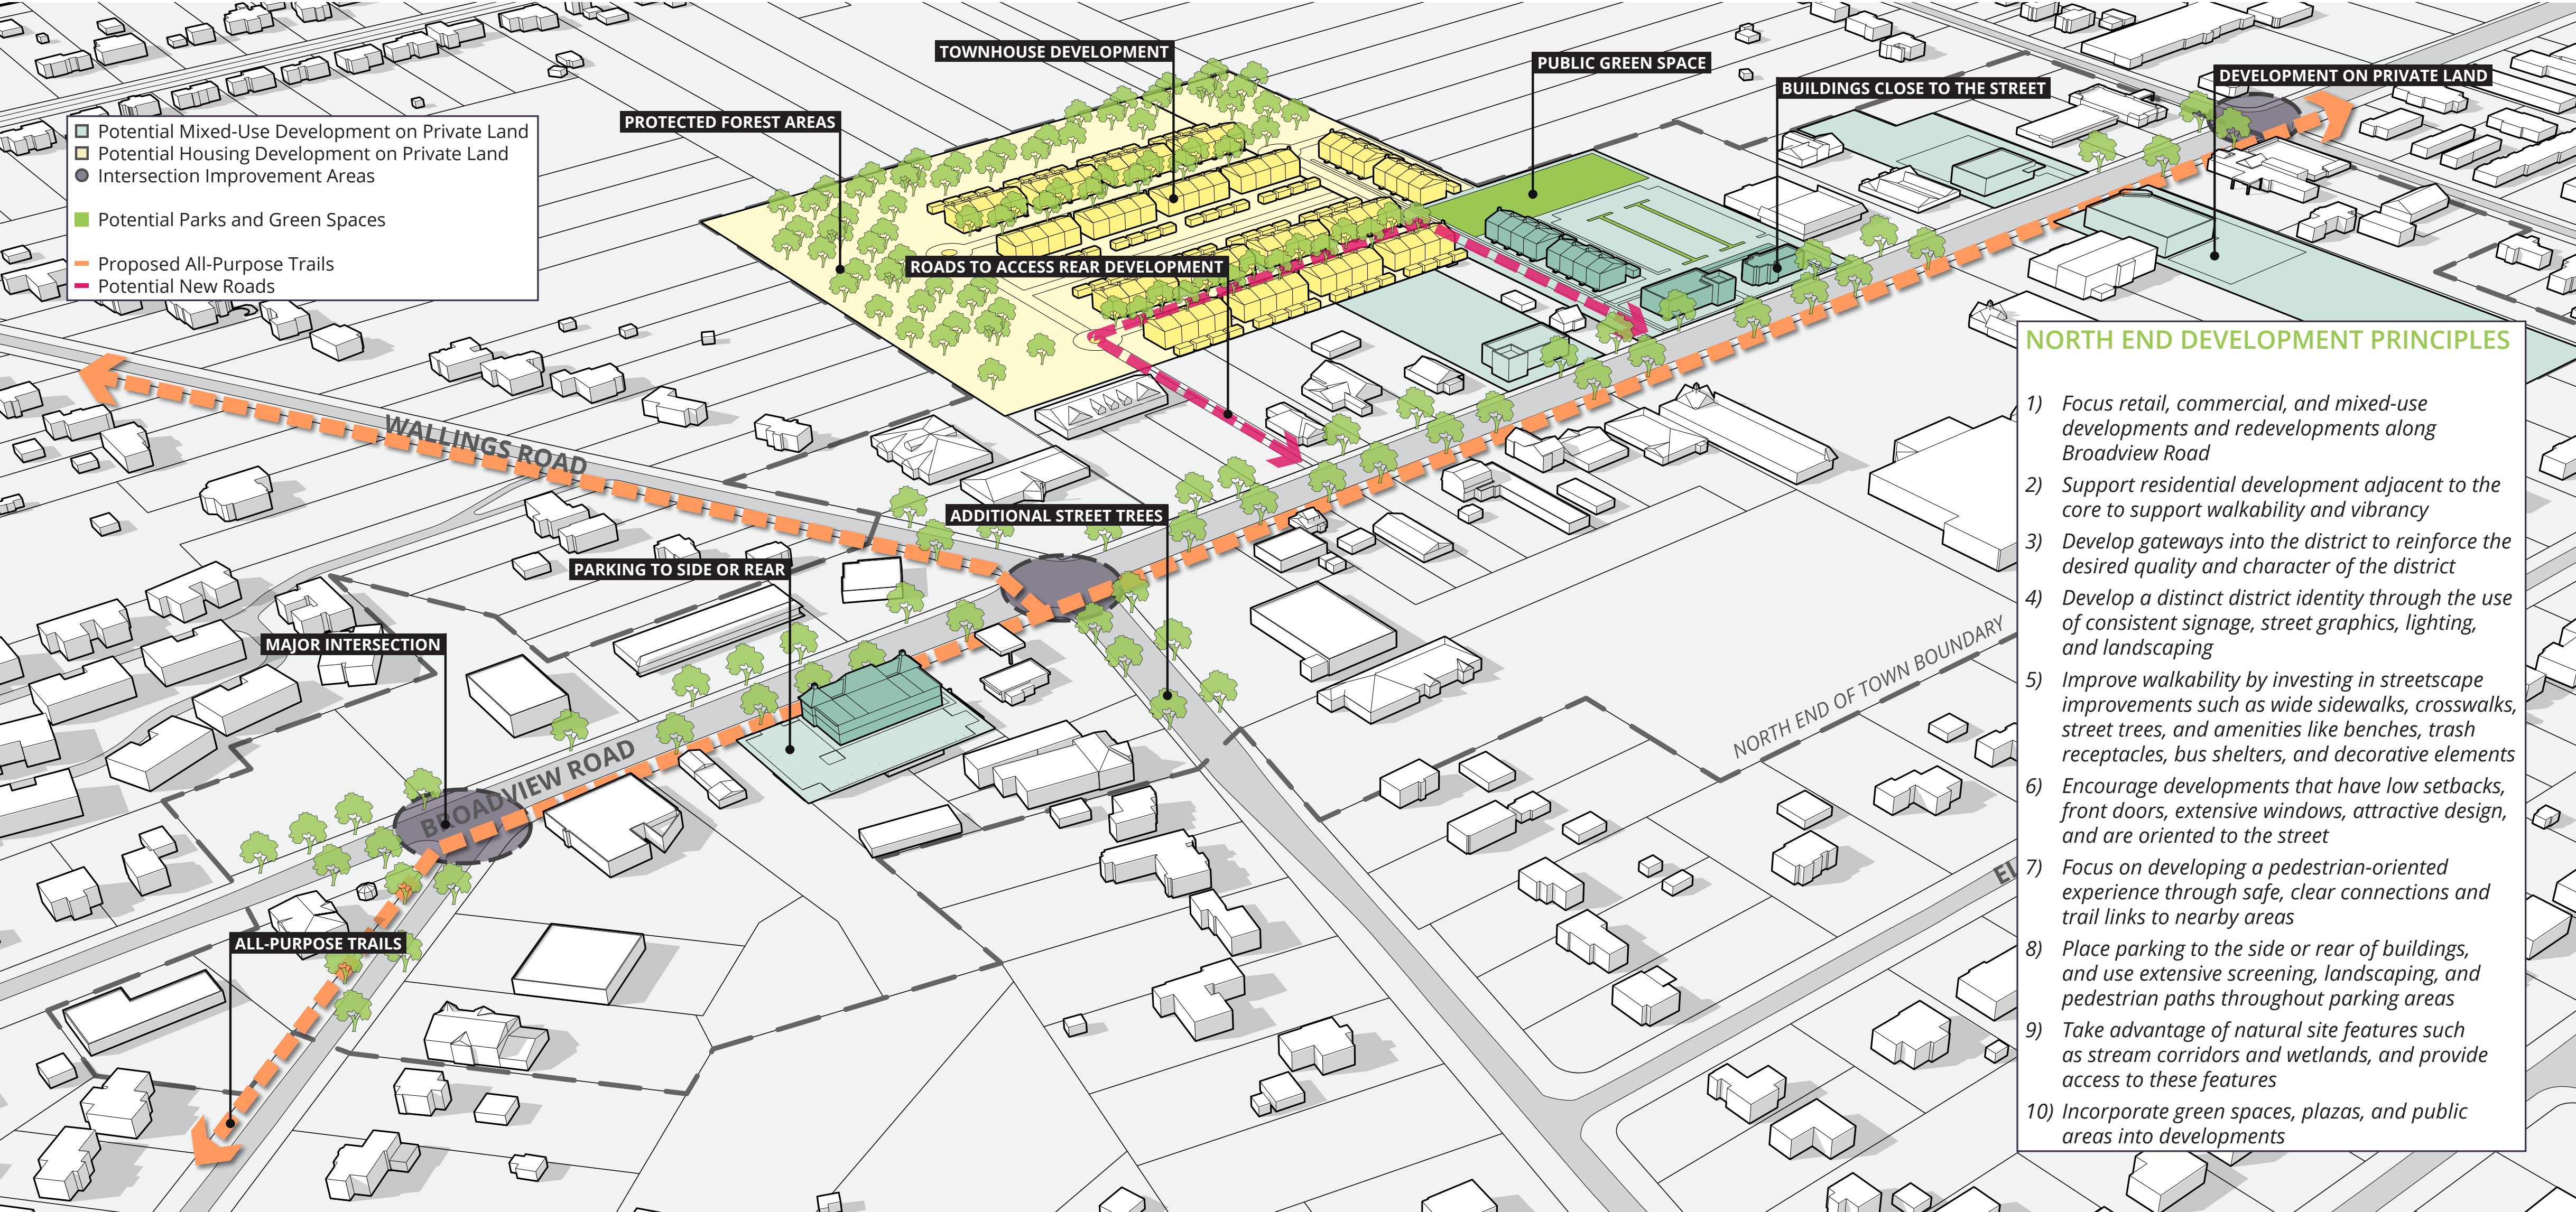 TOWNHOUSE DEVELOPMENT
PUBLIC GREEN SPACE
DEVELOPMENT ON PRIVATE LAND
BUILDINGS CLOSE TO THE STREET
PROTECTED FOREST AREAS
Potential Mixed-Use Development on Private Land
Potential Housing Development on Private Land
Intersection Improvement Areas
Potential Parks and Green Spaces
Proposed All-Purpose Trails
Potential New Roads
ROADS TO ACCESS REAR DEVELOPMENT
WALLINGS ROAD
ADDITIONAL STREET TREES
PARKING TO SIDE OR REAR
MAJOR INTERSECTION
BROADVIEW ROAD
ALL-PURPOSE TRAILS
NORTH END OF TOWN BOUNDARY
EL
NORTH END DEVELOPMENT PRINCIPLES
1) Focus retail, commercial, and mixed-use
developments and redevelopments along
Broadview Road
2) Support residential development adjacent to the
core to support walkability and vibrancy
3) Develop gateways into the district to reinforce the
desired quality and character of the district
4) Develop a distinct district identity through the use
of consistent signage, street graphics, lighting,
and landscaping
5) Improve walkability by investing in streetscape
improvements such as wide sidewalks, crosswalks,
street trees, and amenities like benches, trash
receptacles, bus shelters, and decorative elements
6) Encourage developments that have low setbacks,
front doors, extensive windows, attractive design,
and are oriented to the street
7) Focus on developing a pedestrian-oriented
experience through safe, clear connections and
trail links to nearby areas
8) Place parking to the side or rear of buildings,
and use extensive screening, landscaping, and
pedestrian paths throughout parking areas
9) Take advantage of natural site features such
as stream corridors and wetlands, and provide
access to these features
10) Incorporate green spaces, plazas, and public
areas into developments